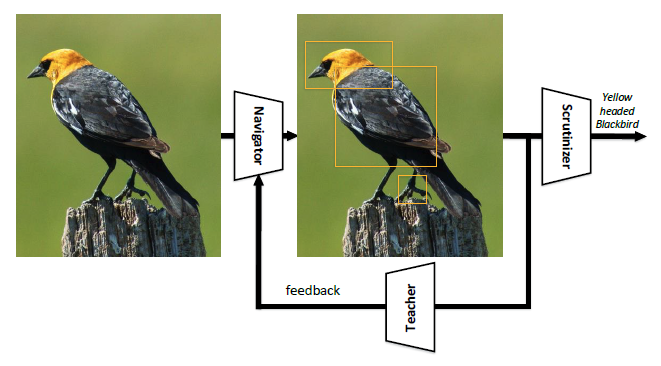 Navigator
Scrutinizer
Yellow
headed
Blackbird
feedback
Teacher